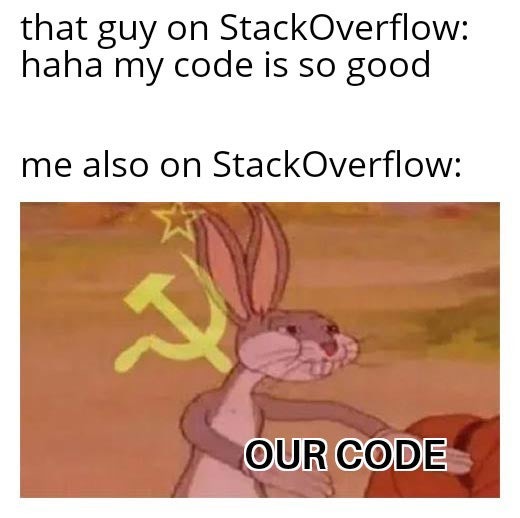 that guy on StackOverflow:
haha my code is so good
me also on StackOverflow:
OUR CODE